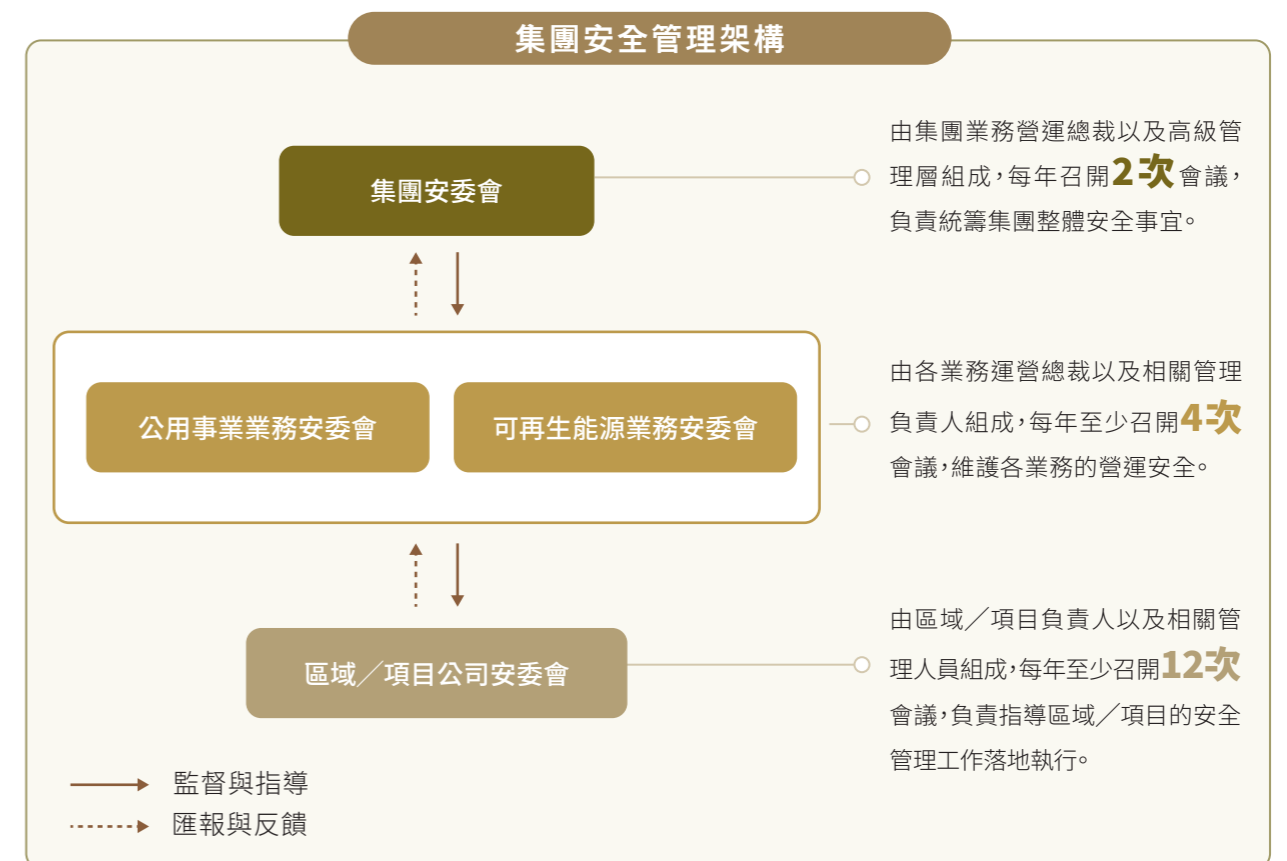 集團安全管理架構
集團安委會
由集團業務營運總裁以及高級管
理層組成,每年召開2次會議,
負責統籌集團整體安全事宜。
公用事業業務安委會
可再生能源業務安委會
由各業務運營總裁以及相關管理
負責人組成,每年至少召開4次
會議,維護各業務的營運安全。
區域╱項目公司安委會
由區域╱項目負責人以及相關管
理人員組成,每年至少召開12次
會議,負責指導區域╱項目的安全
管理工作落地執行。
監督與指導
匯報與反饋